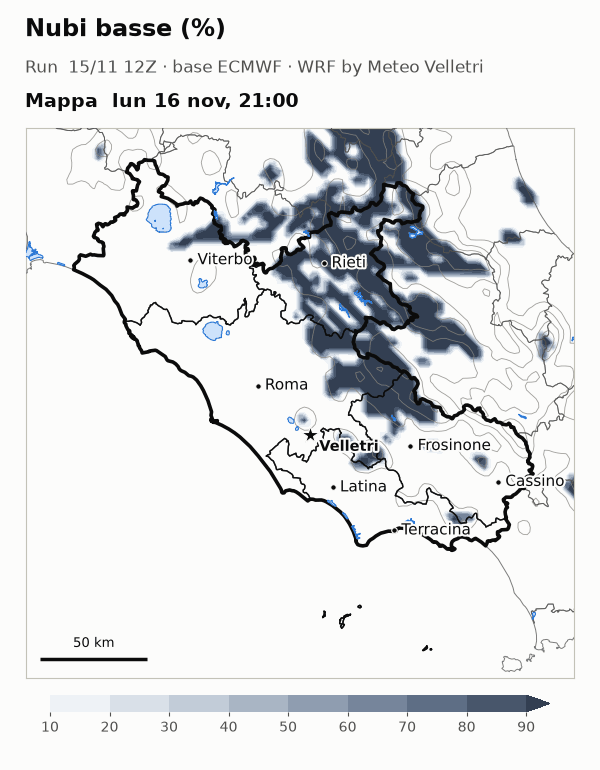 Nubi basse (%)
Run 15/11 12Z · base ECMWF · WRF by Meteo Velletri
Mappa lun 16 nov, 21:00
Viterbo
Rieti
Roma
Velletri
Frosinone
Latina
Cassino
Terracina
50 km
10 20 30 40 50 60 70 80 90